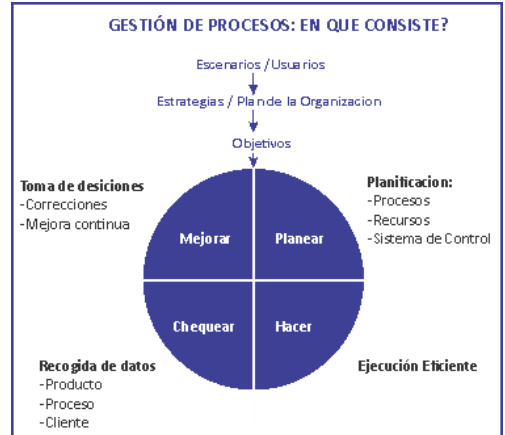 GESTIÓN DE PROCESOS: EN QUE CONSISTE?
Escenarios / Usuarios
Estrategias / Plan de la Organizacion
Objetivos
Toma de desiciones
-Correcciones
-Mejora continua
Planificacion:
-Procesos
-Recursos
-Sistema de Control
Mejorar
Planear
Chequear
Hacer
Recogida de datos
-Producto
-Proceso
-Cliente
Ejecución Eficiente